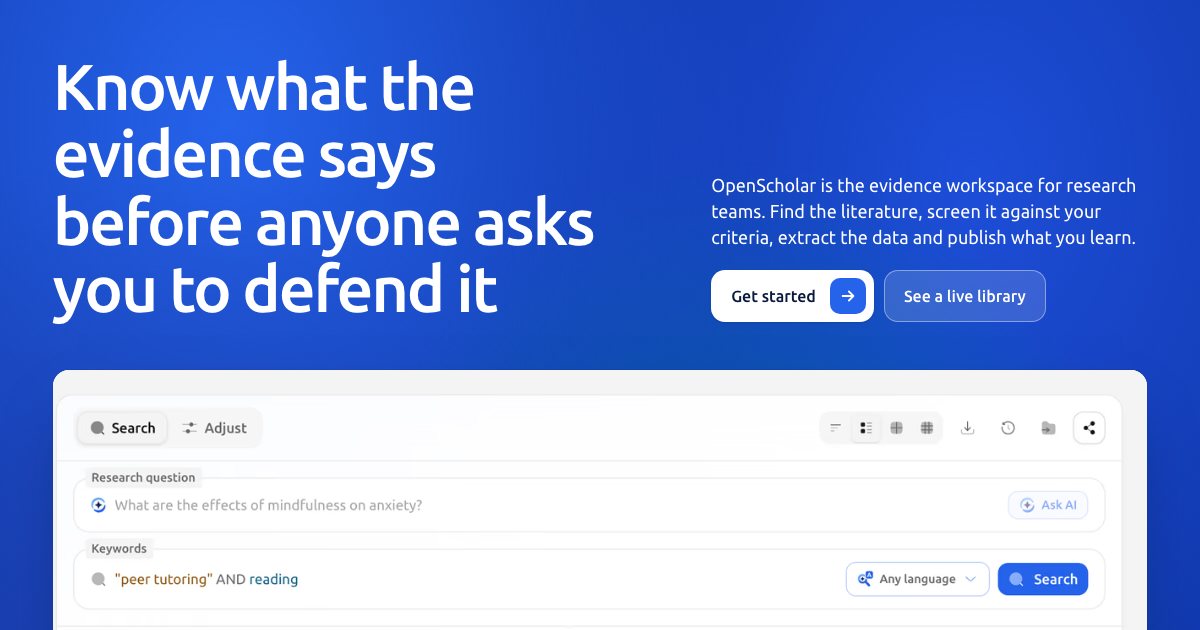 Know what the
evidence says
before anyone asks
you to defend it
OpenScholar is the evidence workspace for research
teams. Find the literature, screen it against your
criteria, extract the data and publish what you learn.
Get started
See a live library
Search
Adjust
Research question
What are the effects of mindfulness on anxiety?
Ask AI
Keywords
"peer tutoring" AND reading
Any language
Search